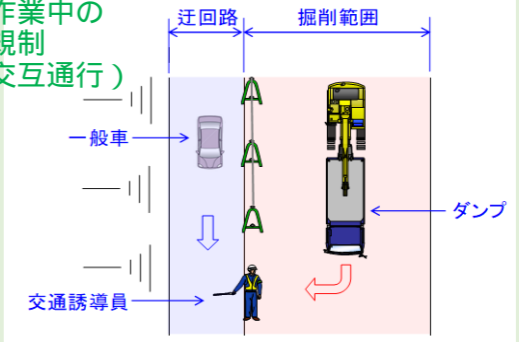 作業中の
規制
交互通行）
迂回路
掘削範囲
一般車
ダンプ
交通誘導員